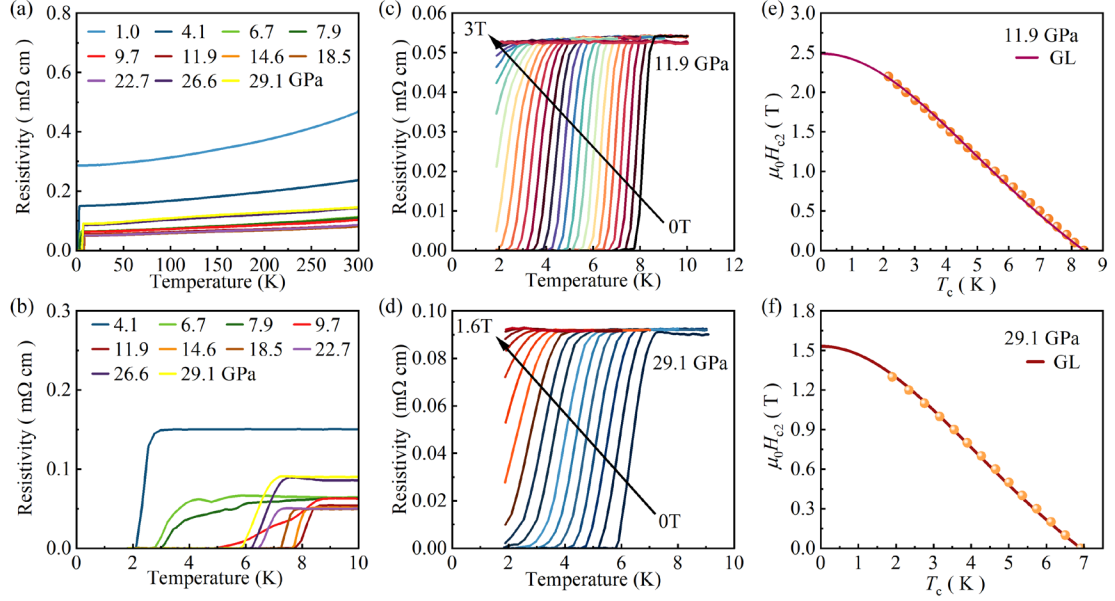 (a)
0.8
0.6
0.4
0.2
0.0
Resistivity ( mΩ cm)
1.0 4.1 6.7 7.9
9.7 11.9 14.6 18.5
22.7 26.6 29.1 GPa
0 50 100 150 200 250 300
Temperature (K)
(b)
0.3
0.2
0.1
0.0
Resistivity ( mΩ cm)
4.1 6.7 7.9 9.7
11.9 14.6 18.5 22.7
26.6 29.1 GPa
0 2 4 6 8 10
Temperature (K)
(c)
0.06
0.05
0.04
0.03
0.02
0.01
0.00
Resistivity ( mΩ cm)
3T
11.9 GPa
0T
0 2 4 6 8 10 12
Temperature (K)
(d)
0.10
0.08
0.06
0.04
0.02
0.00
Resistivity (mΩ cm)
1.6T
29.1 GPa
0T
0 2 4 6 8 10
Temperature (K)
(e)
3.0
2.5
2.0
1.5
1.0
0.5
0.0
μ0Hc2 ( T)
11.9 GPa
GL
0 1 2 3 4 5 6 7 8 9
Tc ( K)
(f)
1.8
1.5
1.2
0.9
0.6
0.3
0.0
μ0Hc2 ( T)
29.1 GPa
GL
0 1 2 3 4 5 6 7
Tc ( K)